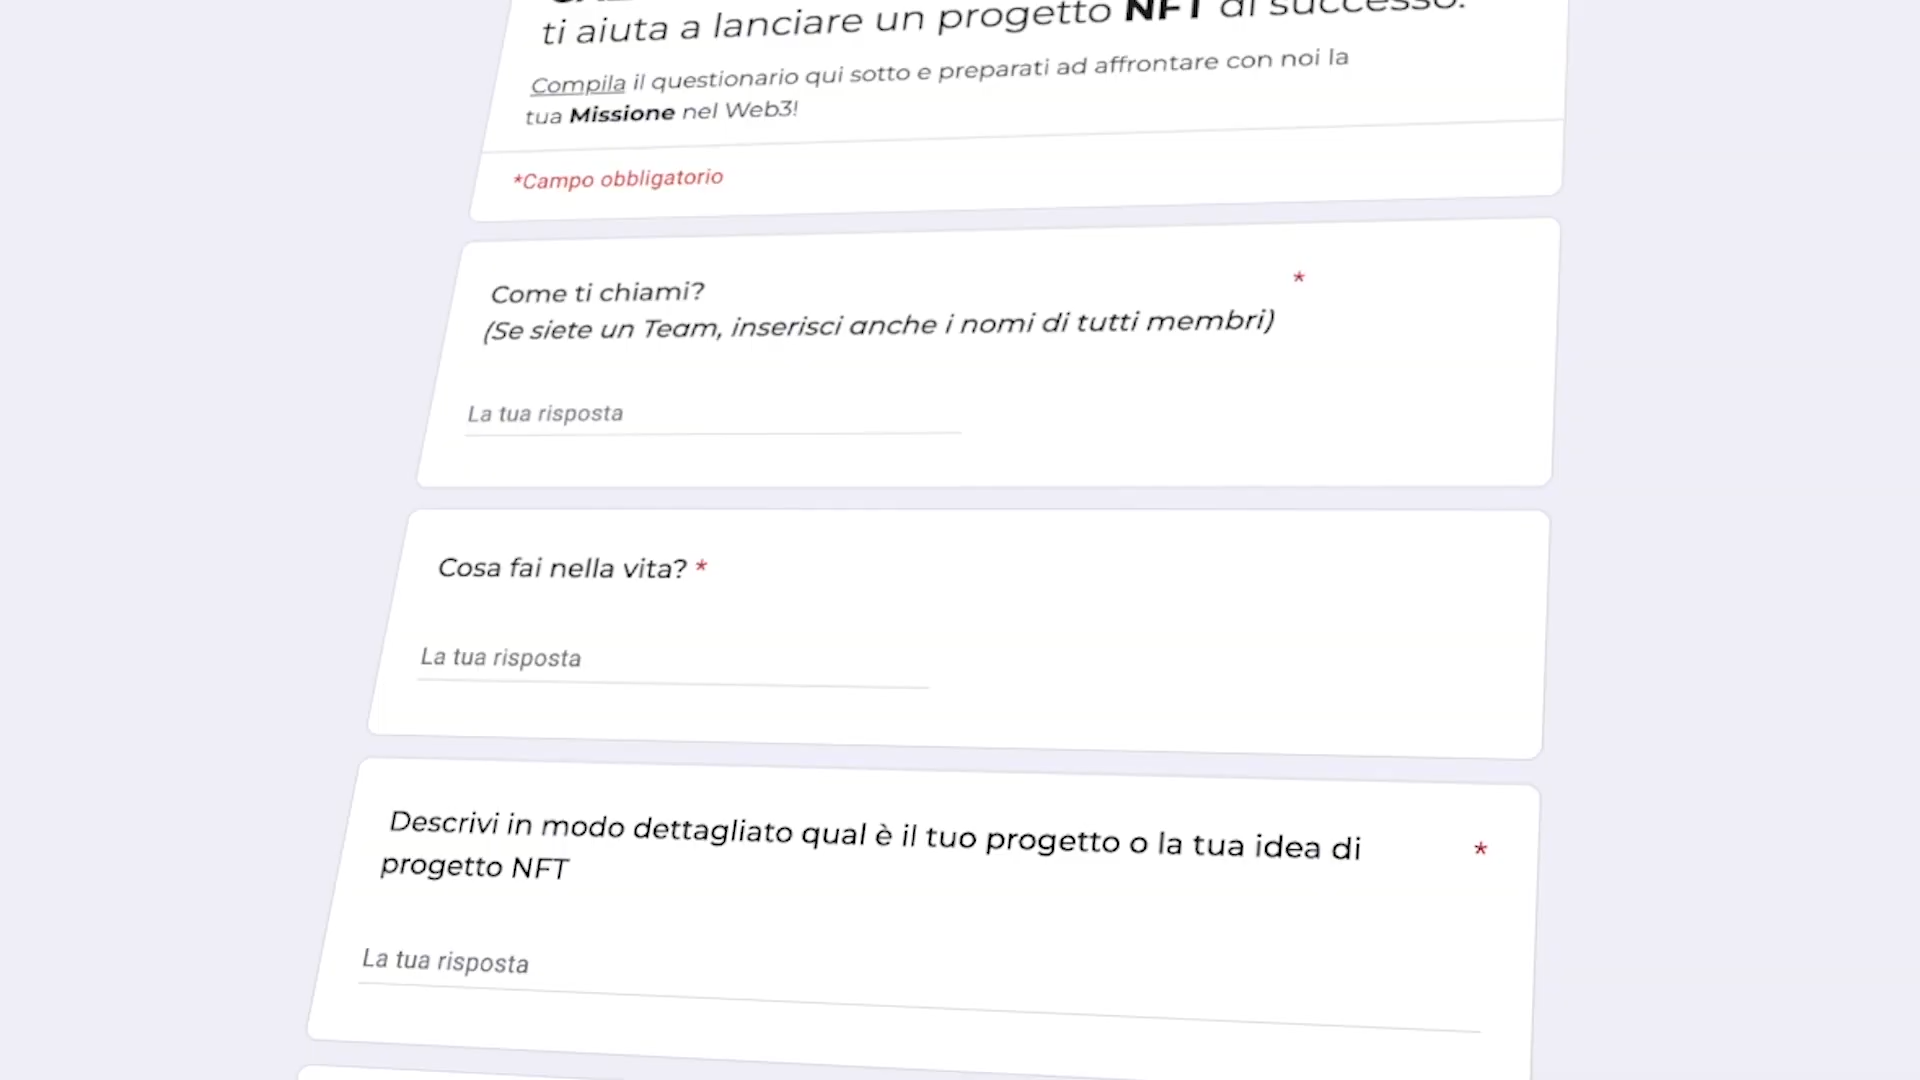 ti aiuta a lanciare un progetto NFT di successo.
Compila il questionario qui sotto e preparati ad affrontare con noi la
tua Missione nel Web3!
*Campo obbligatorio
Come ti chiami? *
(Se siete un Team, inserisci anche i nomi di tutti membri)
La tua risposta
Cosa fai nella vita? *
La tua risposta
Descrivi in modo dettagliato qual è il tuo progetto o la tua idea di *
progetto NFT
La tua risposta